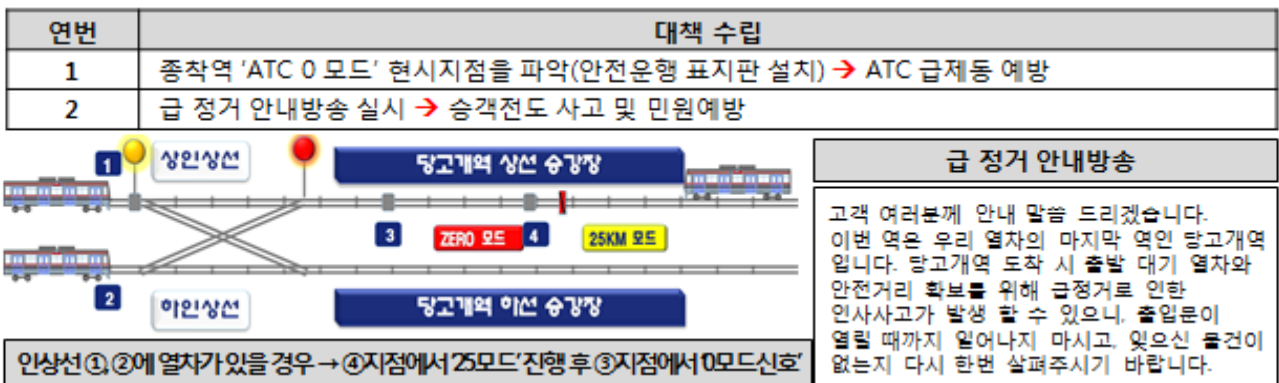 연번 대책 수립
1 종착역 'ATC 0 모드' 현시지점을 파악(안전운행 표지판 설치) → ATC 급제동 예방
2 급 정거 안내방송 실시 → 승객전도 사고 및 민원예방
1 상인상선 당고개역 상선 승강장
3 ZERO 모드 4 25KM 모드
2 하인상선 당고개역 하선 승강장
인상선 ①, ②에 열차가 있을 경우 → ④지점에서 '25모드' 진행 후 ③지점에서 '0모드신호'
급 정거 안내방송
고객 여러분께 안내 말씀 드리겠습니다.
이번 역은 우리 열차의 마지막 역인 당고개역
입니다. 당고개역 도착 시 출발 대기 열차와
안전거리 확보를 위해 급정거로 인한
인사사고가 발생 할 수 있으니, 출입문이
열릴 때까지 일어나지 마시고, 잊으신 물건이
없는지 다시 한번 살펴주시기 바랍니다.